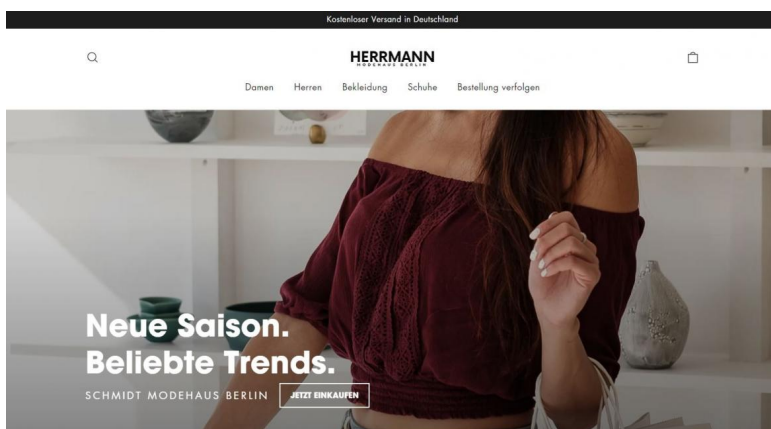 Kostenloser Versand in Deutschland
HERRMANN
MODEHAUS BERLIN
Damen Herren Bekleidung Schuhe Bestellung verfolgen
Neue Saison.
Beliebte Trends.
SCHMIDT MODEHAUS BERLIN JETZT EINKAUFEN